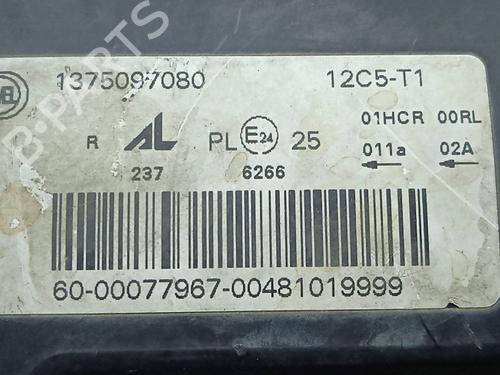 1375097080 12C5-T1
R AL PL E24 25 01HCR 00RL
237 6266 011a 02A
60-00077967-00481019999
B-PARTS